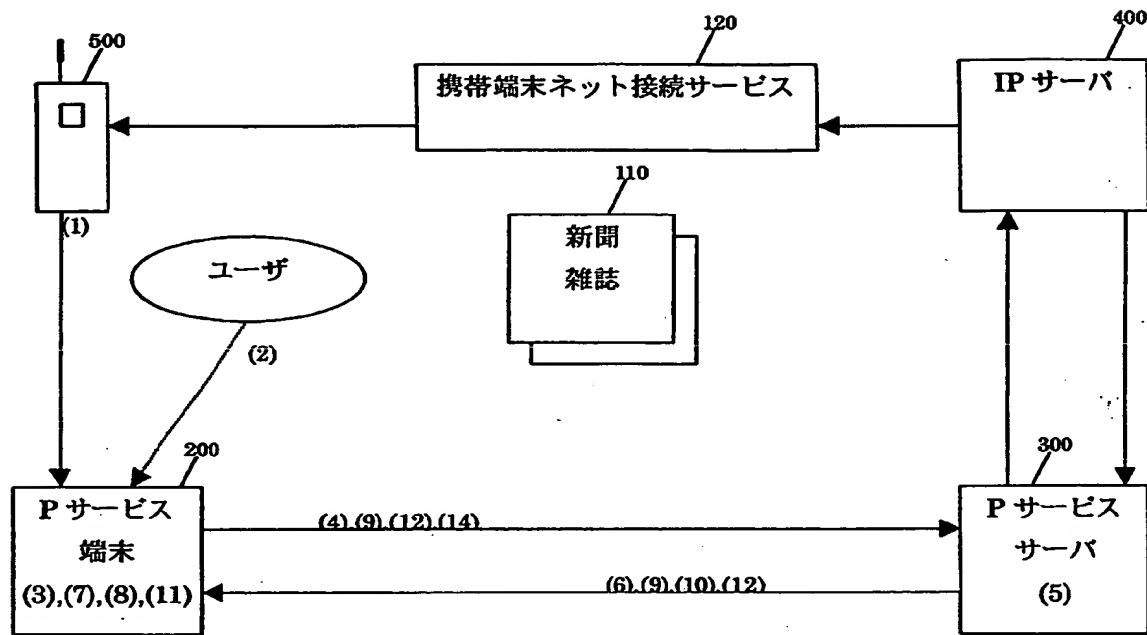 500
120
400
携帯端末ネット接続サービス
IP サーバ
110
新聞
雑誌
(1)
ユーザ
(2)
200
300
P サービス
端末
(3),(7),(8),(11)
(4),(9),(12),(14)
(6),(9),(10),(12)
P サービス
サーバ
(5)